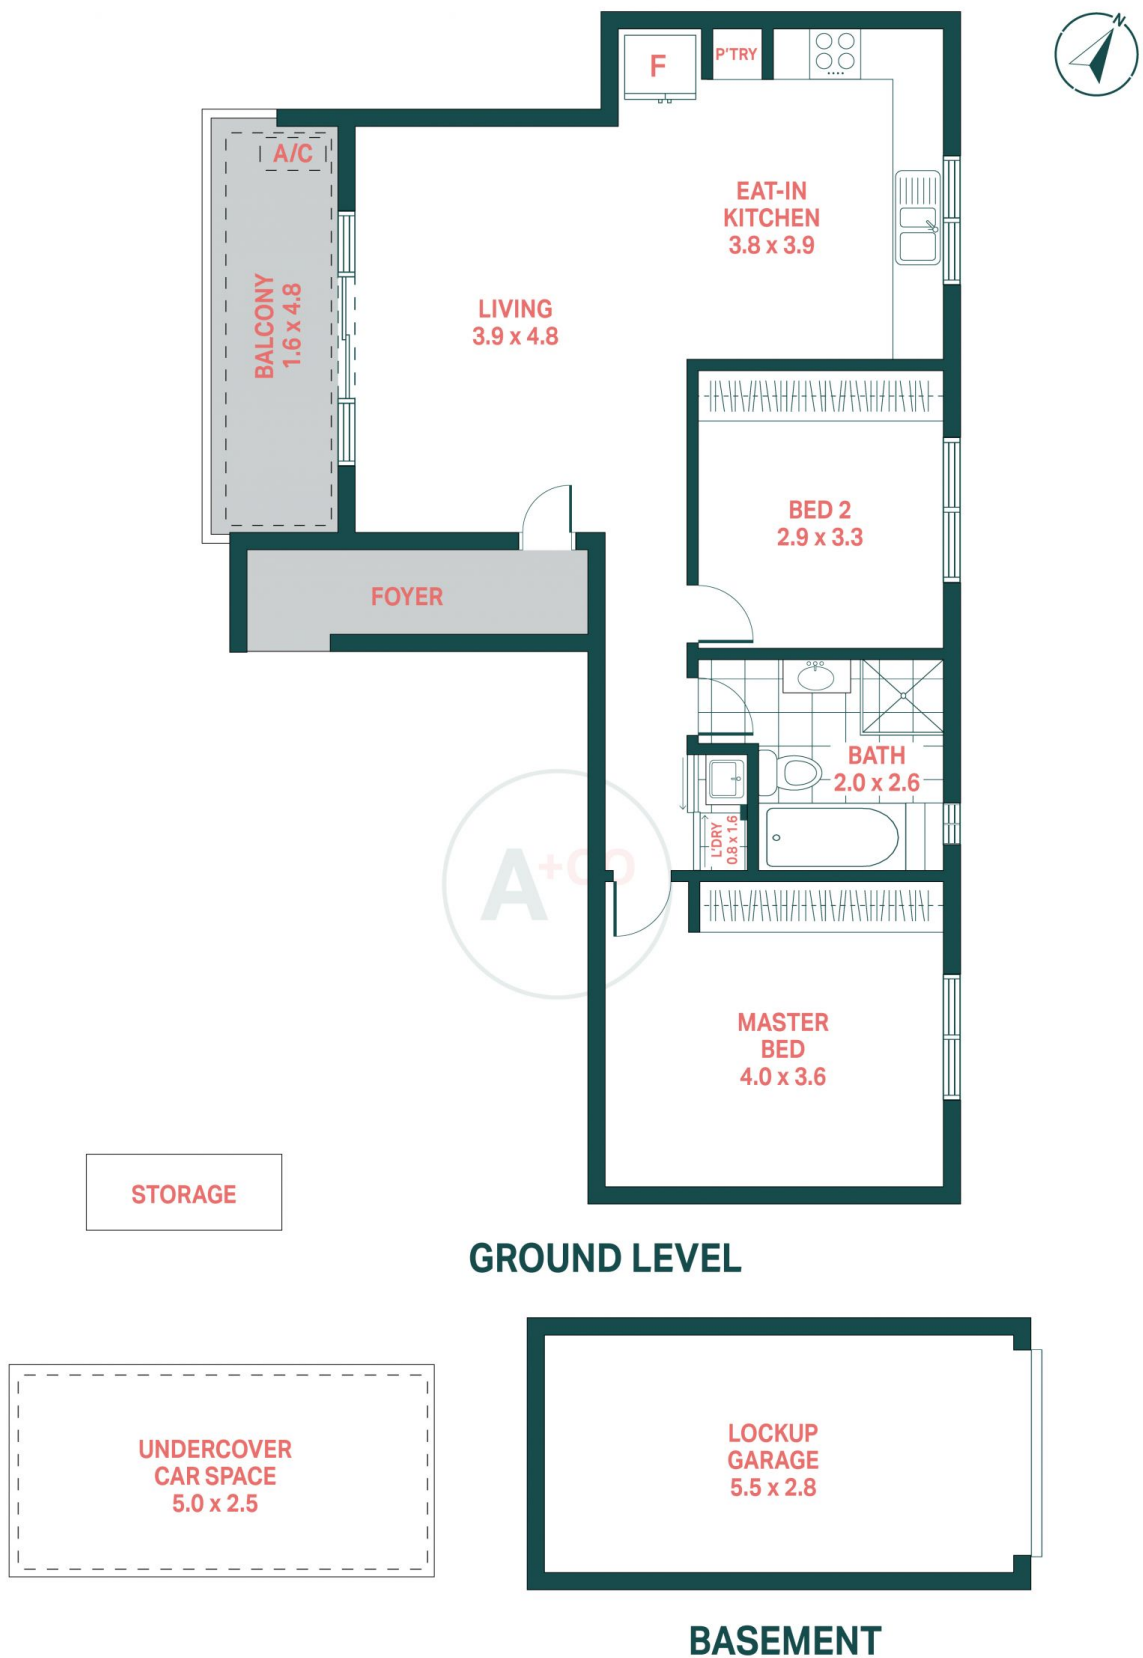 N
F
P'TRY
A/C
EAT-IN
KITCHEN
3.8 x 3.9
BALCONY
1.6 x 4.8
LIVING
3.9 x 4.8
BED 2
2.9 x 3.3
FOYER
BATH
2.0 x 2.6
L'DRY
0.8 x 1.6
A+CO
MASTER
BED
4.0 x 3.6
STORAGE
GROUND LEVEL
UNDERCOVER
CAR SPACE
5.0 x 2.5
LOCKUP
GARAGE
5.5 x 2.8
BASEMENT